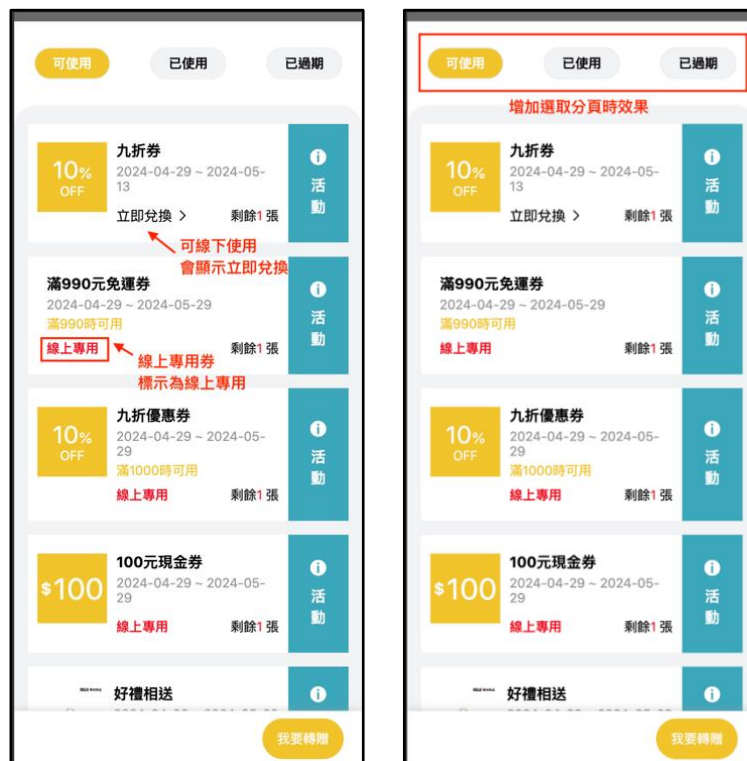 可使用 已使用 已過期
10% OFF
九折券
2024-04-29 ~ 2024-05-
13
立即兌換 > 剩餘1 張
活動
可線下使用
會顯示立即兌換
滿990元免運券
2024-04-29 ~ 2024-05-29
滿990時可用
線上專用 剩餘1 張
活動
線上專用券
標示為線上專用
10% OFF
九折優惠券
2024-04-29 ~ 2024-05-
29
滿1000時可用
線上專用 剩餘1 張
活動
$100
100元現金券
2024-04-29 ~ 2024-05-
29
線上專用 剩餘1 張
活動
好禮相送
我要轉贈
可使用 已使用 已過期
增加選取分頁時效果
10% OFF
九折券
2024-04-29 ~ 2024-05-
13
立即兌換 > 剩餘1 張
活動
滿990元免運券
2024-04-29 ~ 2024-05-29
滿990時可用
線上專用 剩餘1 張
活動
10% OFF
九折優惠券
2024-04-29 ~ 2024-05-
29
滿1000時可用
線上專用 剩餘1 張
活動
$100
100元現金券
2024-04-29 ~ 2024-05-
29
線上專用 剩餘1 張
活動
好禮相送
我要轉贈